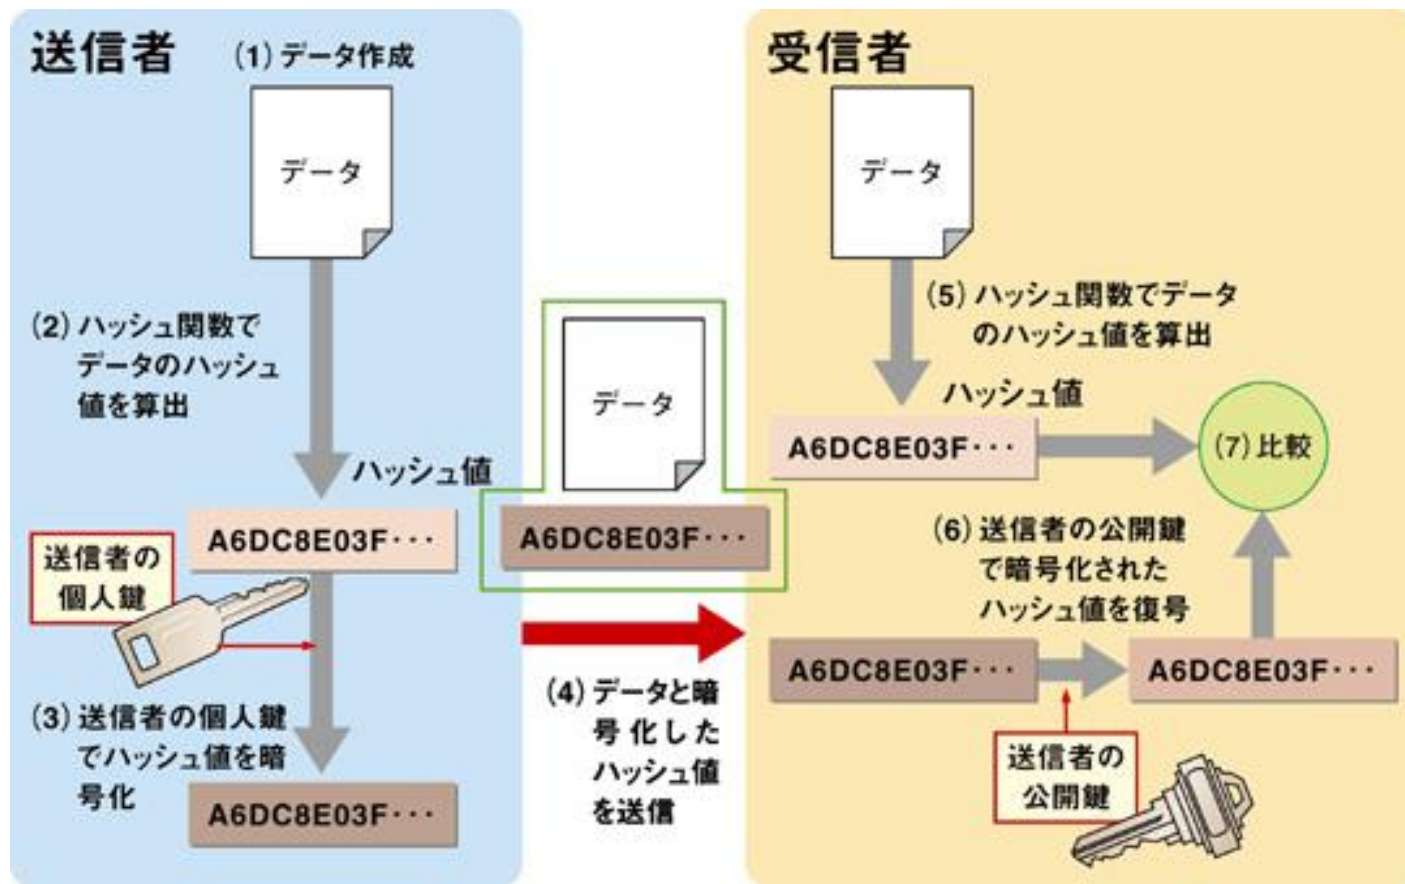 送信者
(1) データ作成
データ
(2) ハッシュ関数で
データのハッシュ
値を算出
ハッシュ値
A6DC8E03F･･･
送信者の
個人鍵
(3) 送信者の個人鍵
でハッシュ値を暗
号化
A6DC8E03F･･･
データ
A6DC8E03F･･･
(4) データと暗
号化した
ハッシュ値
を送信
受信者
データ
(5) ハッシュ関数でデータ
のハッシュ値を算出
ハッシュ値
A6DC8E03F･･･
(7) 比較
(6) 送信者の公開鍵
で暗号化された
ハッシュ値を復号
A6DC8E03F･･･
A6DC8E03F･･･
送信者の
公開鍵